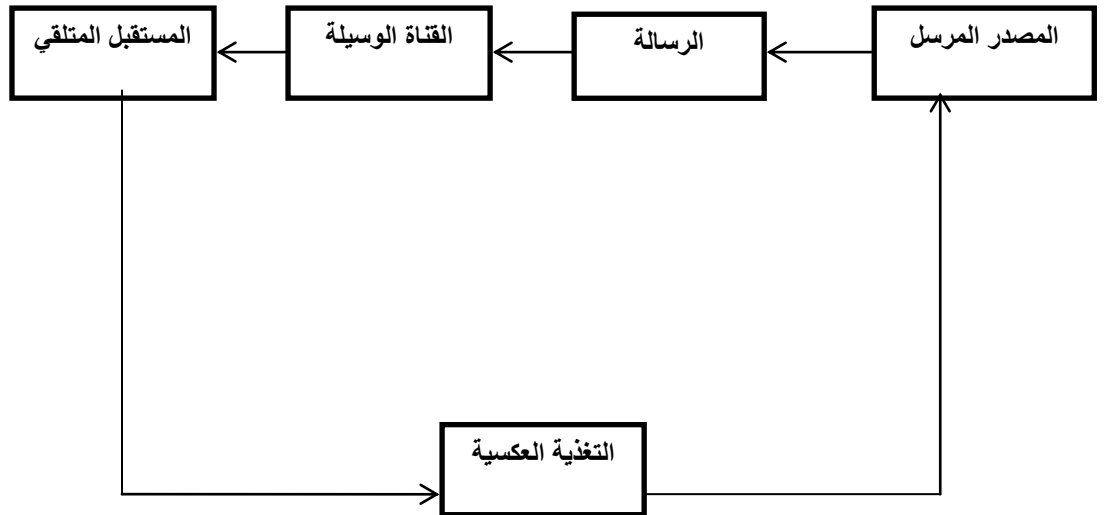 المصدر المرسل
الرسالة
القناة الوسيلة
المستقبل المتلقي
التغذية العكسية